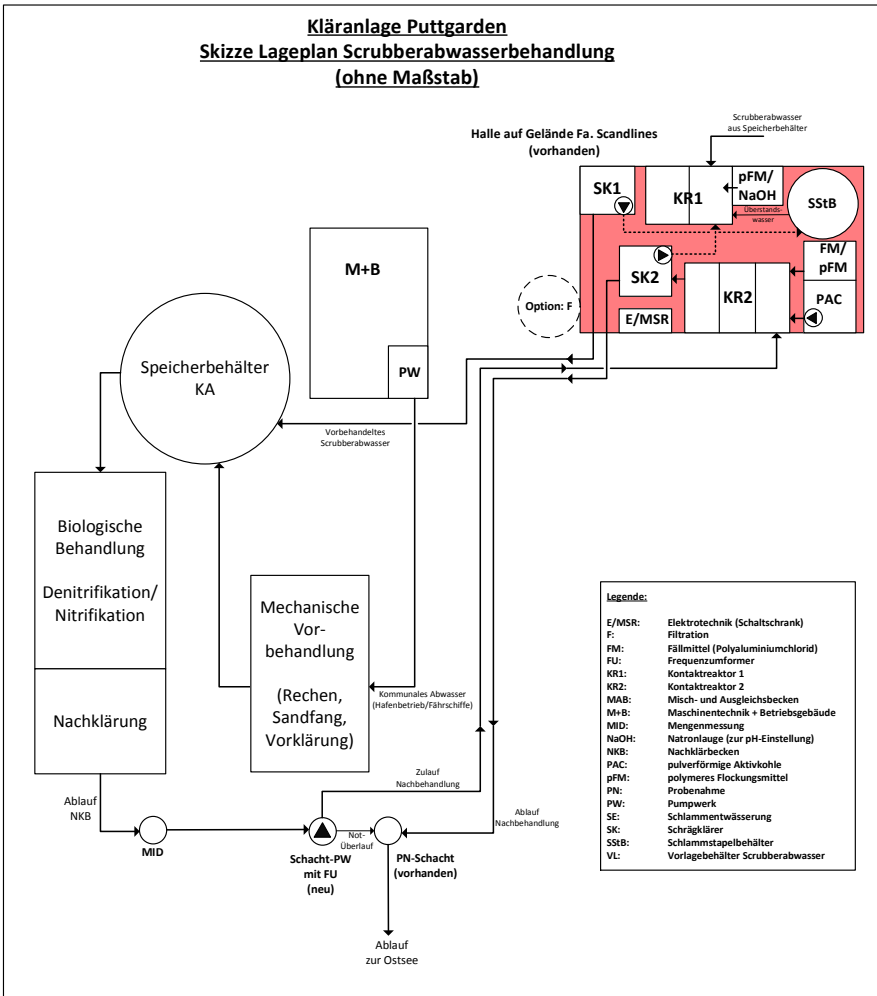 Kläranlage Puttgarden
Skizze Lageplan Scrubberabwasserbehandlung
(ohne Maßstab)
Scrubberabwasser
aus Speicherbehälter
Halle auf Gelände Fa. Scandlines
(vorhanden)
SK1
KR1
pFM/
NaOH
SStB
Überstands-
wasser
SK2
KR2
FM/
pFM
PAC
E/MSR
Option: F
M+B
PW
Speicherbehälter
KA
Vorbehandeltes
Scrubberabwasser
Biologische
Behandlung
Denitrifikation/
Nitrifikation
Nachklärung
Mechanische
Vor-
behandlung
(Rechen,
Sandfang,
Vorklärung)
Kommunales Abwasser
(Hafenbetrieb/Fährschiffe)
Zulauf
Nachbehandlung
Ablauf
Nachbehandlung
Ablauf
NKB
MID
Schacht-PW
mit FU
(neu)
Not-
Überlauf
PN-Schacht
(vorhanden)
Ablauf
zur Ostsee
Legende:
E/MSR: Elektrotechnik (Schaltschrank)
F: Filtration
FM: Fällmittel (Polyaluminiumchlorid)
FU: Frequenzumformer
KR1: Kontaktreaktor 1
KR2: Kontaktreaktor 2
MAB: Misch- und Ausgleichsbecken
M+B: Maschinentechnik + Betriebsgebäude
MID: Mengenmessung
NaOH: Natronlauge (zur pH-Einstellung)
NKB: Nachklärbecken
PAC: pulverförmige Aktivkohle
pFM: polymeres Flockungsmittel
PN: Probenahme
PW: Pumpwerk
SE: Schlammentwässerung
SK: Schrägklärer
SStB: Schlammstapelbehälter
VL: Vorlagebehälter Scrubberabwasser